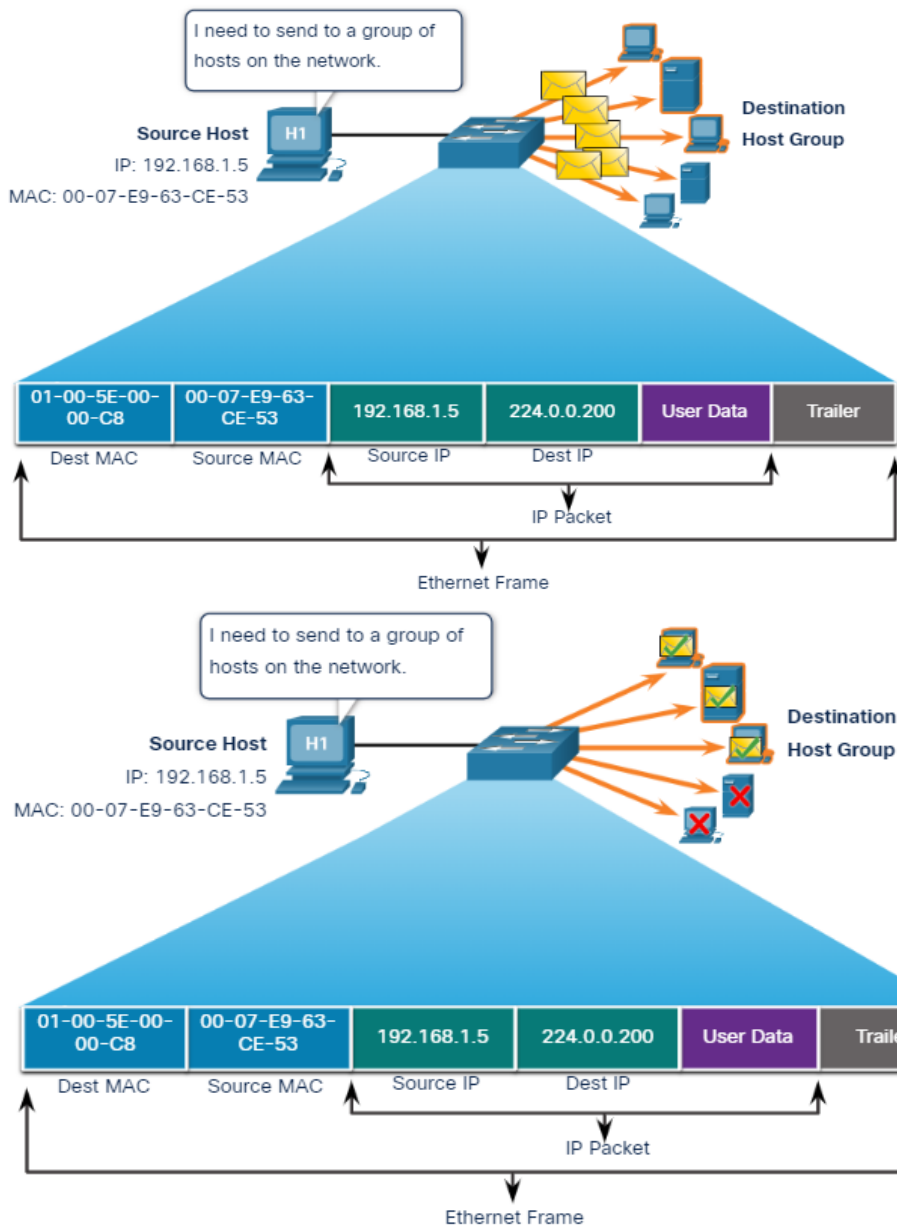 I need to send to a group of
hosts on the network.
Source Host
IP: 192.168.1.5
MAC: 00-07-E9-63-CE-53
H1
Destination
Host Group
01-00-5E-00-
00-C8
00-07-E9-63-
CE-53
192.168.1.5
224.0.0.200
User Data
Trailer
Dest MAC
Source MAC
Source IP
Dest IP
IP Packet
Ethernet Frame
I need to send to a group of
hosts on the network.
Source Host
IP: 192.168.1.5
MAC: 00-07-E9-63-CE-53
H1
Destination
Host Group
01-00-5E-00-
00-C8
00-07-E9-63-
CE-53
192.168.1.5
224.0.0.200
User Data
Traile
Dest MAC
Source MAC
Source IP
Dest IP
IP Packet
Ethernet Frame